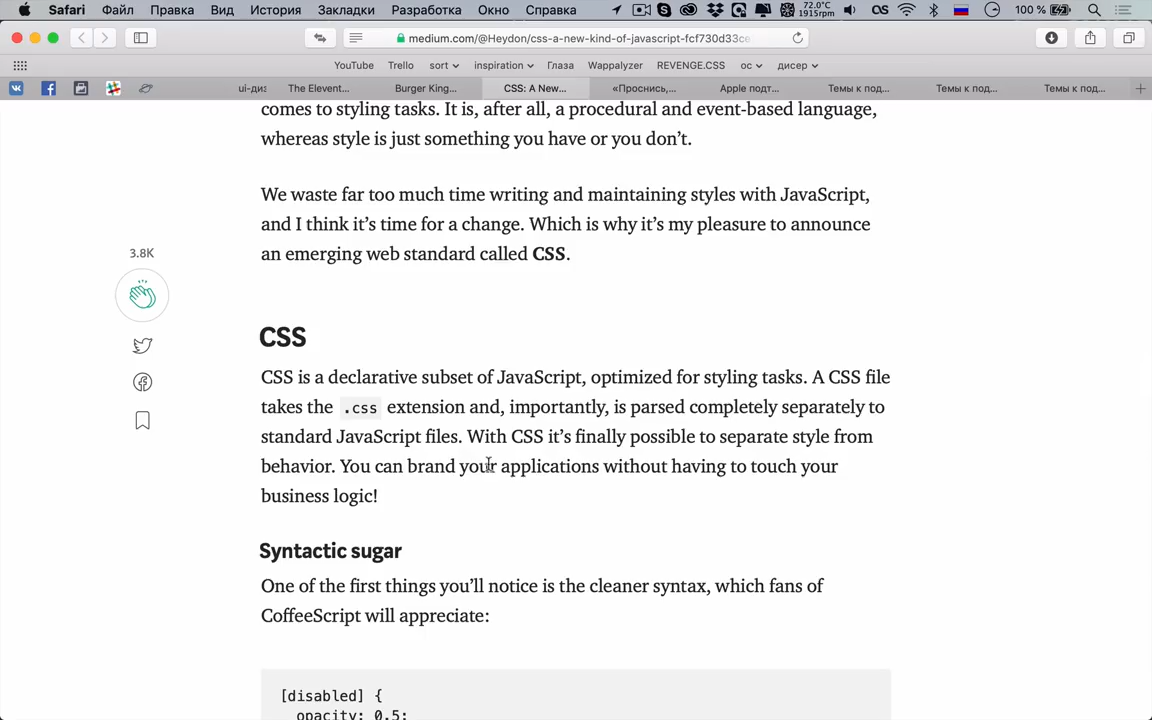 Safari Файл Правка Вид История Закладки Разработка Окно Справка 72.0°C 1915rpm 100 %
medium.com/@Heydon/css-a-new-kind-of-javascript-fcf730d33ce
YouTube Trello sort inspiration Глаза Wappalyzer REVENGE.CSS ос дисер
ui-диз The Elevent... Burger King... CSS: A New... «Проснись,... Apple подт... Темы к под... Темы к под... Темы к под...
comes to styling tasks. It is, after all, a procedural and event-based language,
whereas style is just something you have or you don’t.
We waste far too much time writing and maintaining styles with JavaScript,
and I think it’s time for a change. Which is why it’s my pleasure to announce
an emerging web standard called CSS.
3.8K
CSS
CSS is a declarative subset of JavaScript, optimized for styling tasks. A CSS file
takes the .css extension and, importantly, is parsed completely separately to
standard JavaScript files. With CSS it’s finally possible to separate style from
behavior. You can brand your applications without having to touch your
business logic!
Syntactic sugar
One of the first things you’ll notice is the cleaner syntax, which fans of
CoffeeScript will appreciate:
[disabled] {
opacity: 0.5;